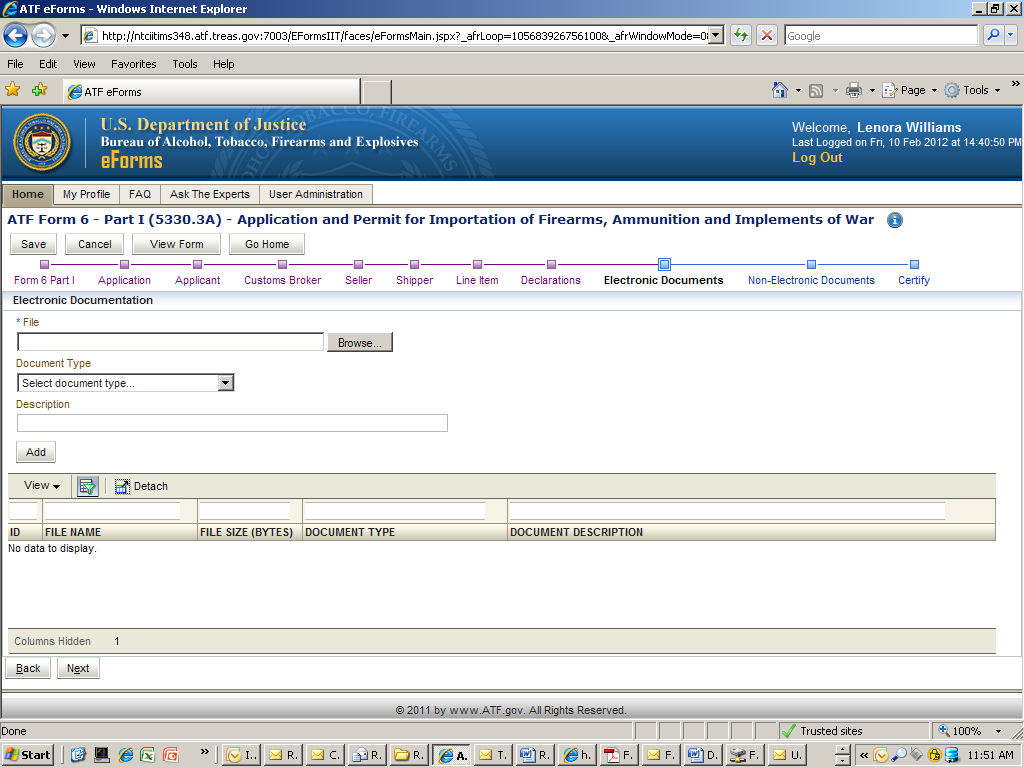 ATF eForms - Windows Internet Explorer
http://ntciitims348.atf.treas.gov:7003/EFormsIIT/faces/eFormsMain.jspx?_afrLoop=105683926756100&_afrWindowMode=0
Google
File Edit View Favorites Tools Help
ATF eForms
Page Tools »
U.S. Department of Justice
Bureau of Alcohol, Tobacco, Firearms and Explosives
eForms
Welcome, Lenora Williams
Last Logged on Fri, 10 Feb 2012 at 14:40:50 PM
Log Out
Home My Profile FAQ Ask The Experts User Administration
ATF Form 6 - Part I (5330.3A) - Application and Permit for Importation of Firearms, Ammunition and Implements of War
Save Cancel View Form Go Home
Form 6 Part I Application Applicant Customs Broker Seller Shipper Line Item Declarations Electronic Documents Non-Electronic Documents Certify
Electronic Documentation
* File
Browse...
Document Type
Select document type...
Description
Add
View Detach
ID FILE NAME FILE SIZE (BYTES) DOCUMENT TYPE DOCUMENT DESCRIPTION
No data to display.
Columns Hidden 1
Back Next
© 2011 by www.ATF.gov. All Rights Reserved.
Done Trusted sites 100%
Start » I.. R. C. R. R. A. T. R. h. F. F. D. F. U. « 11:51 AM